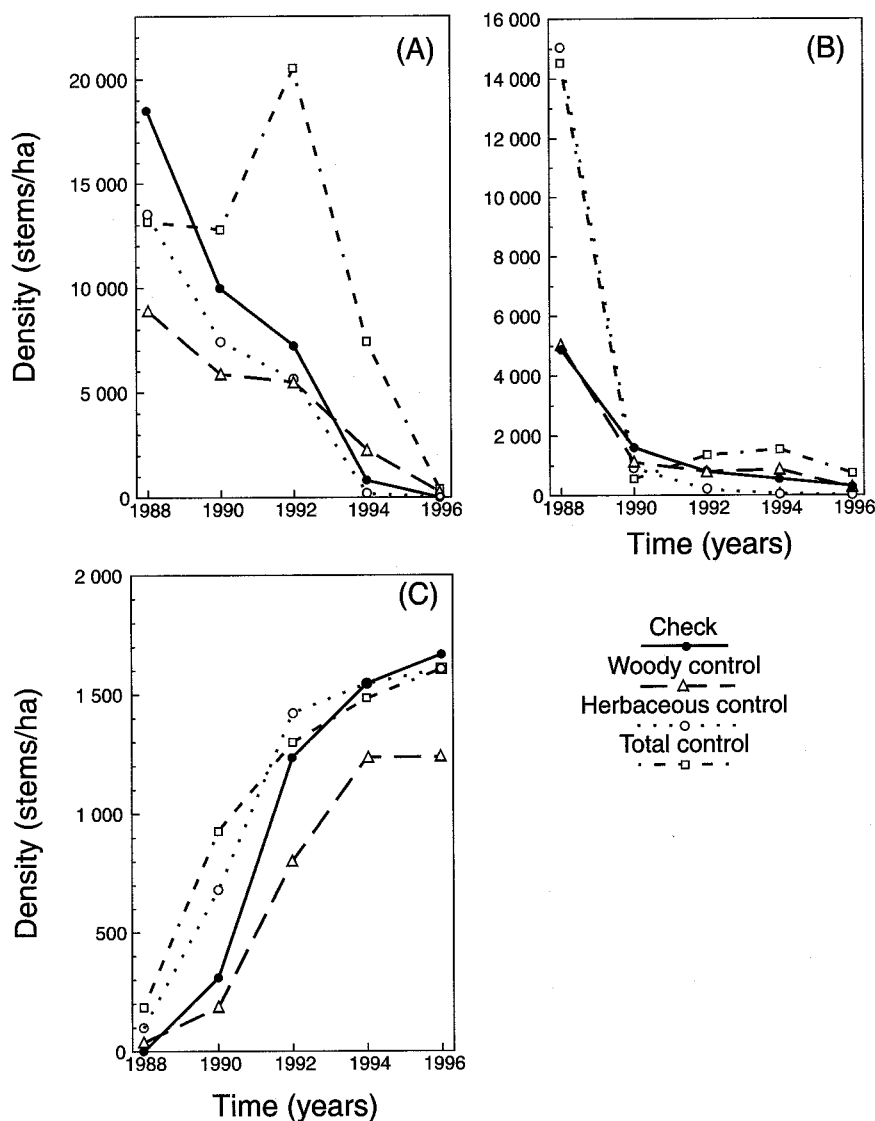 (A)
Density (stems/ha)
20 000
15 000
10 000
5 000
0
1988 1990 1992 1994 1996
(B)
16 000
14 000
12 000
10 000
8 000
6 000
4 000
2 000
0
1988 1990 1992 1994 1996
Time (years)
(C)
Density (stems/ha)
2 000
1 500
1 000
500
0
1988 1990 1992 1994 1996
Time (years)
Check
Woody control
Herbaceous control
Total control